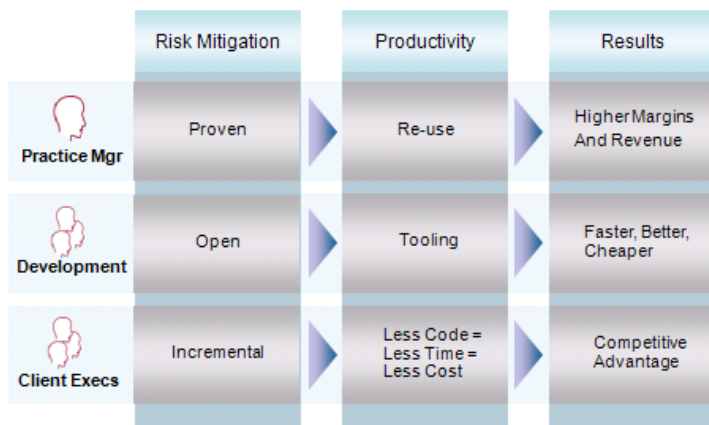 Risk Mitigation
Productivity
Results
Practice Mgr
Proven
Re-use
Higher Margins
And Revenue
Development
Open
Tooling
Faster, Better,
Cheaper
Client Execs
Incremental
Less Code =
Less Time =
Less Cost
Competitive
Advantage